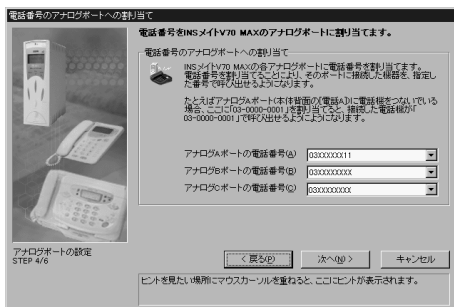 電話番号のアナログポートへの割り当て
電話番号をINSメイトV70 MAXのアナログポートに割り当てます。
電話番号のアナログポートへの割り当て
INSメイトV70 MAXの各アナログポートに電話番号を割り当てます。
電話番号を割り当てることにより、そのポートに接続した機器を、指定し
た番号で呼び出せるようになります。
たとえばアナログAポート(本体背面の[電話A])に電話機をつないでいる
場合、ここに「03-0000-0001」を割り当てると、接続した電話機が「
03-0000-0001」で呼び出せるようになります。
アナログAポートの電話番号(A)
03XXXXXX11
アナログBポートの電話番号(B)
03XXXXXXXX
アナログCポートの電話番号(C)
03XXXXXXXX
アナログポートの設定
STEP 4/6
< 戻る(P)
次へ(N) >
キャンセル
ヒントを見たい場所にマウスカーソルを重ねると、ここにヒントが表示されます。